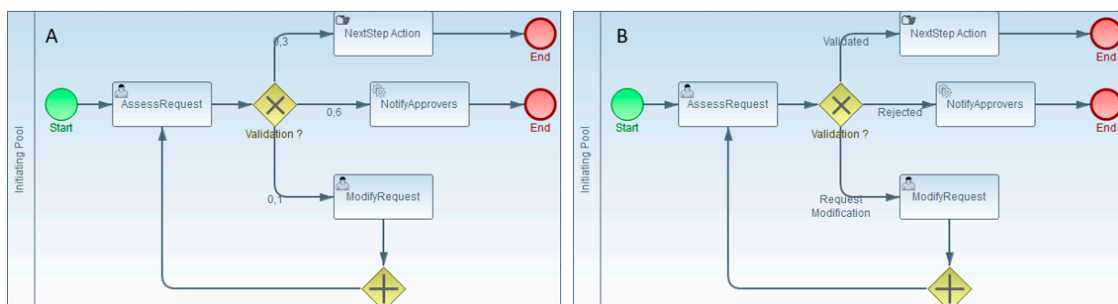 A
Initiating Pool
NextStep Action
End
0,3
AssessRequest
NotifyApprovers
Start
0,6
End
Validation ?
ModifyRequest
0,1
B
Initiating Pool
NextStep Action
End
Validated
AssessRequest
NotifyApprovers
Start
Rejected
End
Validation ?
ModifyRequest
Request
Modification